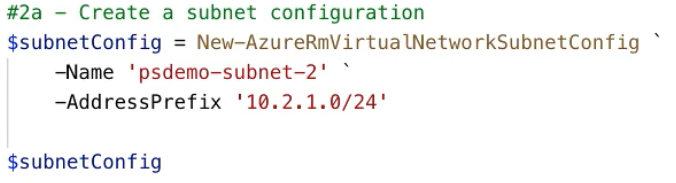 #2a – Create a subnet configuration
$subnetConfig = New-AzureRmVirtualNetworkSubnetConfig `
–Name 'psdemo-subnet-2' `
–AddressPrefix '10.2.1.0/24'
$subnetConfig